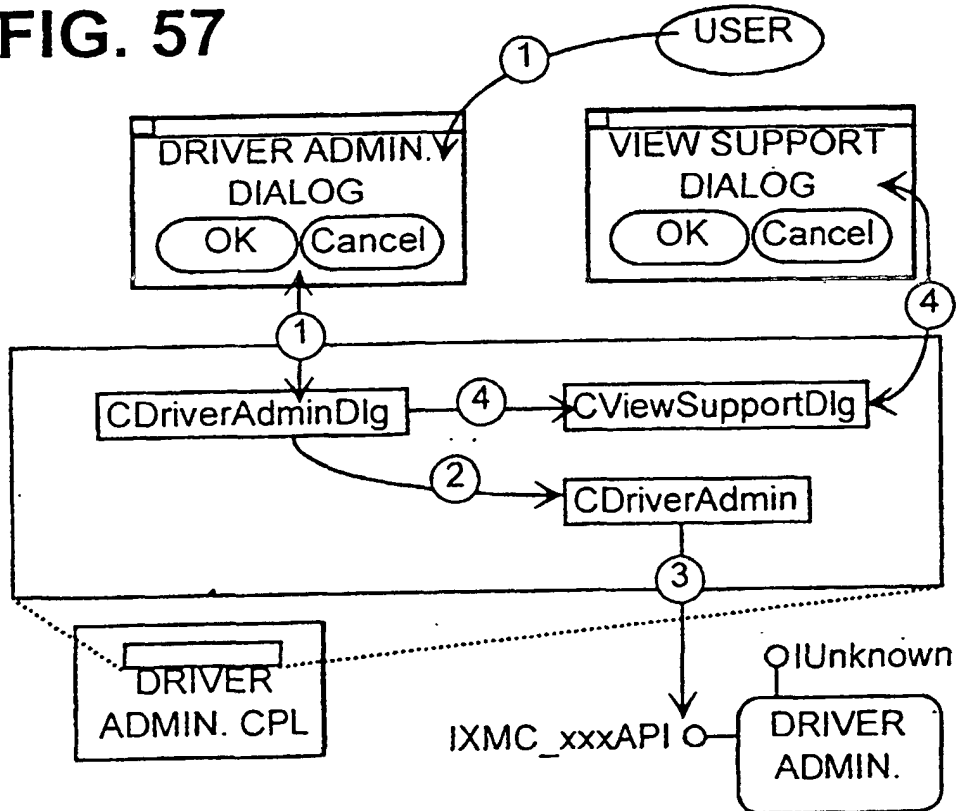 FIG. 57
USER
1
DRIVER ADMIN.
DIALOG
OK Cancel
VIEW SUPPORT
DIALOG
OK Cancel
4
1
CDriverAdminDlg
4
CViewSupportDlg
2
CDriverAdmin
3
DRIVER
ADMIN. CPL
IUnknown
IXMC_xxxAPI
DRIVER
ADMIN.